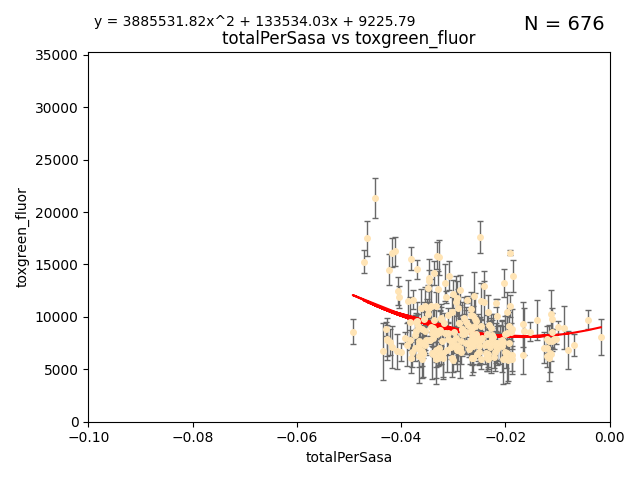 y = 3885531.82x^2 + 133534.03x + 9225.79
N = 676
totalPerSasa vs toxgreen_fluor
35000
30000
25000
20000
15000
10000
5000
0
toxgreen_fluor
−0.10
−0.08
−0.06
−0.04
−0.02
0.00
totalPerSasa